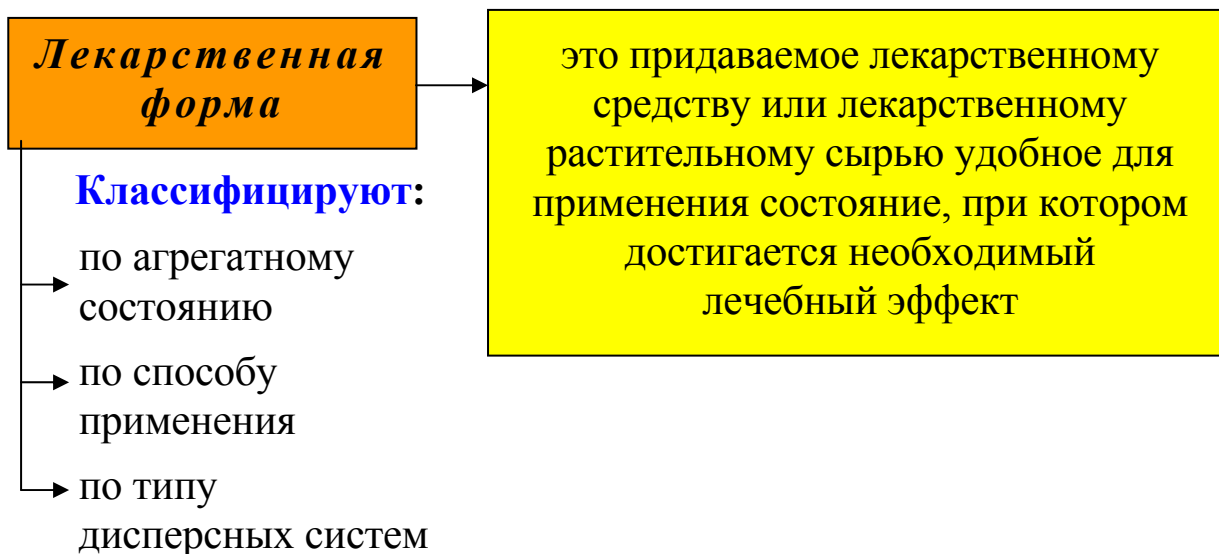 Лекарственная
форма
это придаваемое лекарственному
средству или лекарственному
растительному сырью удобное для
применения состояние, при котором
достигается необходимый
лечебный эффект
Классифицируют:
по агрегатному
состоянию
по способу
применения
по типу
дисперсных систем